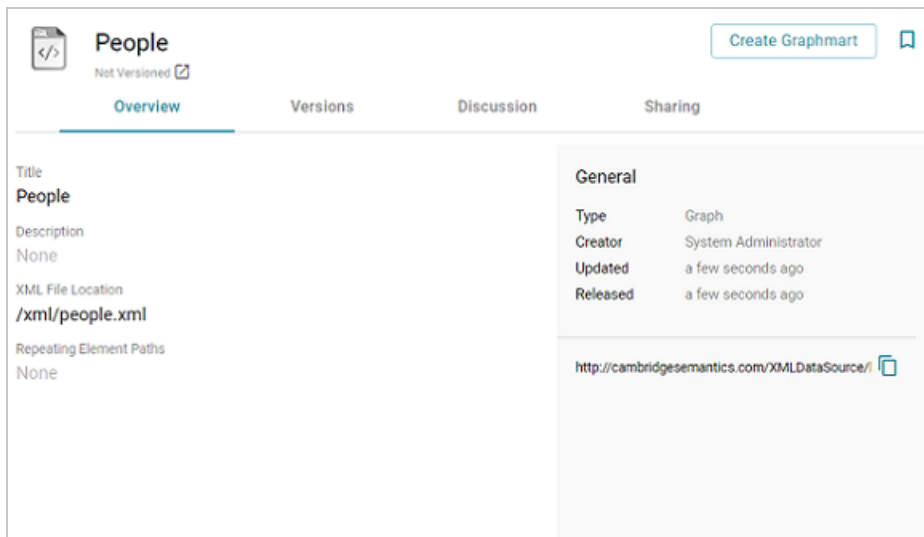 </>
People
Create Graphmart
Not Versioned
Overview Versions Discussion Sharing
Title
People
Description
None
XML File Location
/xml/people.xml
Repeating Element Paths
None
General
Type Graph
Creator System Administrator
Updated a few seconds ago
Released a few seconds ago
http://cambridgesemantics.com/XMLDataSource/